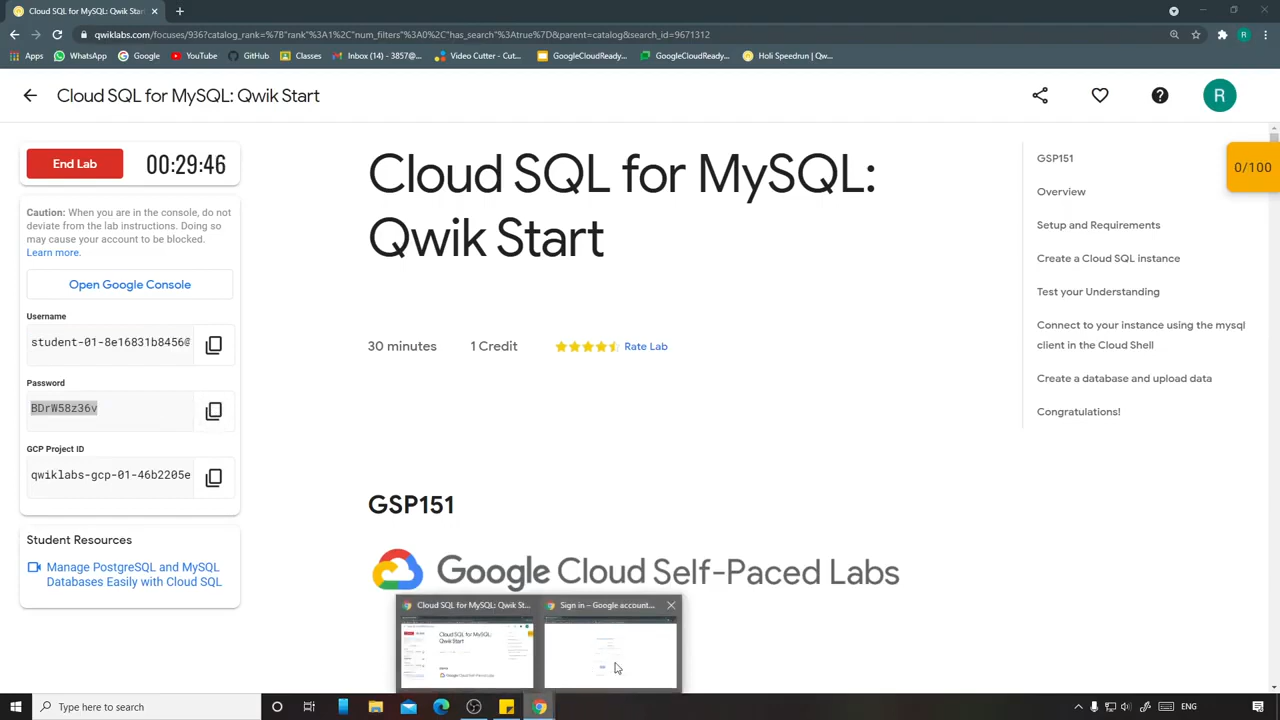 Cloud SQL for MySQL: Qwik Start
qwiklabs.com/focuses/936?catalog_rank=%7B"rank"%3A1%2C"num_filters"%3A0%2C"has_search"%3Atrue%7D&parent=catalog&search_id=9671312
R
Apps WhatsApp Google YouTube GitHub Classes Inbox (14) - 3857@... Video Cutter - Cut... GoogleCloudReady... GoogleCloudReady... Holi Speedrun | Qw...
Cloud SQL for MySQL: Qwik Start
R
End Lab 00:29:46
Caution: When you are in the console, do not
deviate from the lab instructions. Doing so
may cause your account to be blocked.
Learn more.
Open Google Console
Username
student-01-8e16831b8456@
Password
BDrW58z36v
GCP Project ID
qwiklabs-gcp-01-46b2205e
Student Resources
Manage PostgreSQL and MySQL
Databases Easily with Cloud SQL
Cloud SQL for MySQL:
Qwik Start
30 minutes 1 Credit Rate Lab
GSP151
Google Cloud Self-Paced Labs
GSP151
Overview
Setup and Requirements
Create a Cloud SQL instance
Test your Understanding
Connect to your instance using the mysql
client in the Cloud Shell
Create a database and upload data
Congratulations!
0/100
Cloud SQL for MySQL: Qwik St... Sign in – Google account...
Cloud SQL for MySQL:
Qwik Start
Type here to search
ENG